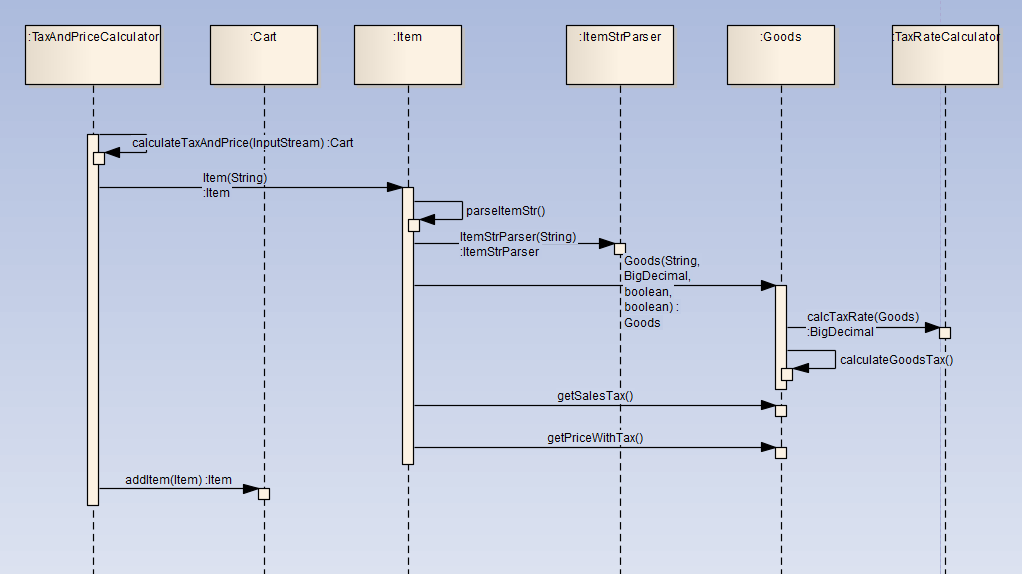 :TaxAndPriceCalculator
:Cart
:Item
:ItemStrParser
:Goods
:TaxRateCalculator
calculateTaxAndPrice(InputStream) :Cart
Item(String)
:Item
parseItemStr()
ItemStrParser(String)
:ItemStrParser
Goods(String,
BigDecimal,
boolean,
boolean) :
Goods
calcTaxRate(Goods)
:BigDecimal
calculateGoodsTax()
getSalesTax()
getPriceWithTax()
addItem(Item) :Item